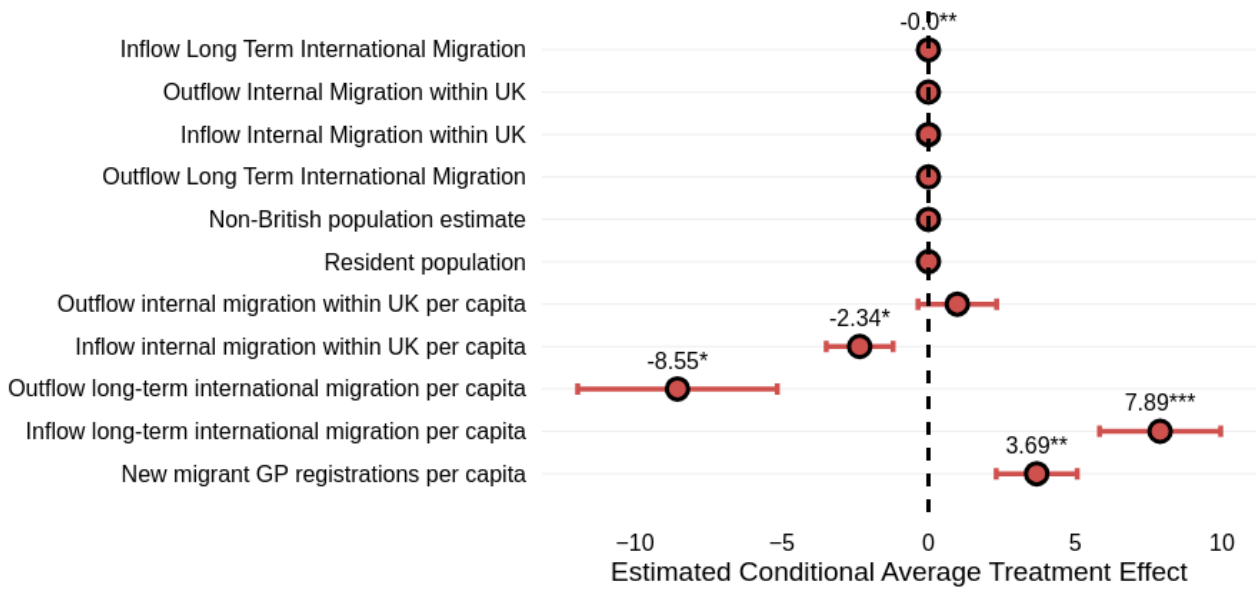 -0.0**
Inflow Long Term International Migration
Outflow Internal Migration within UK
Inflow Internal Migration within UK
Outflow Long Term International Migration
Non-British population estimate
Resident population
Outflow internal migration within UK per capita
-2.34*
Inflow internal migration within UK per capita
-8.55*
Outflow long-term international migration per capita
7.89***
Inflow long-term international migration per capita
3.69**
New migrant GP registrations per capita
−10 −5 0 5 10
Estimated Conditional Average Treatment Effect